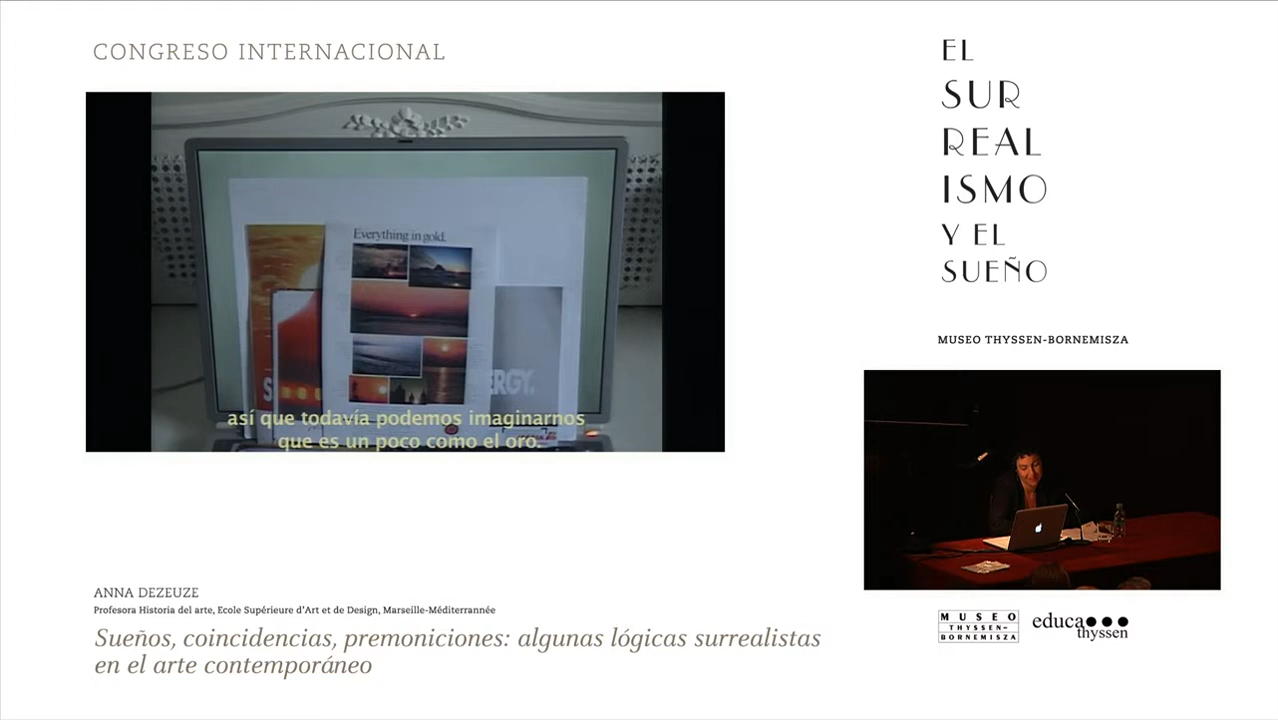 CONGRESO INTERNACIONAL
EL
SUR
REAL
ISMO
Y EL
SUEÑO
MUSEO THYSSEN-BORNEMISZA
Everything in gold.
ERGY.
así que todavía podemos imaginarnos
que es un poco como el oro.
ANNA DEZEUZE
Profesora Historia del arte, Ecole Supérieure d'Art et de Design, Marseille-Méditerrannée
Sueños, coincidencias, premoniciones: algunas lógicas surrealistas
en el arte contemporáneo
MUSEO
THYSSEN-
BORNEMISZA
educa
thyssen